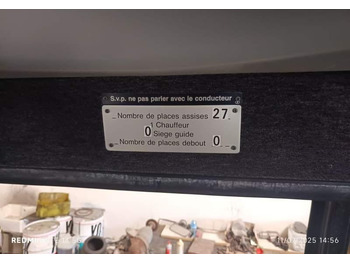 S.v.p. ne pas parler avec le conducteur
Nombre de places assises 27
1 Chauffeur
0 Siege guide
Nombre de places debout 0